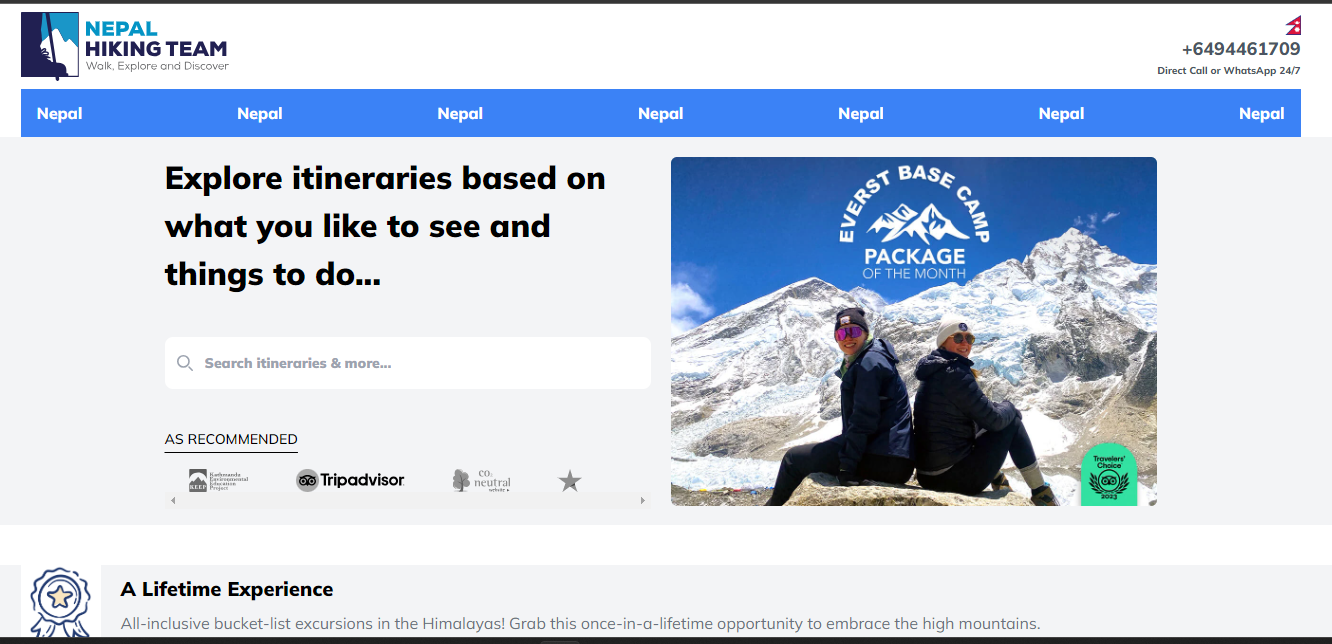 NEPAL
HIKING TEAM
Walk, Explore and Discover
+6494461709
Direct Call or WhatsApp 24/7
Nepal Nepal Nepal Nepal Nepal Nepal Nepal
Explore itineraries based on
what you like to see and
things to do...
Search itineraries & more...
AS RECOMMENDED
KEEP
Kathmandu
Environmental
Education
Project
Tripadvisor
CO2
neutral
website
EVERST BASE CAMP
PACKAGE
OF THE MONTH
Travelers'
Choice
2023
A Lifetime Experience
All-inclusive bucket-list excursions in the Himalayas! Grab this once-in-a-lifetime opportunity to embrace the high mountains.